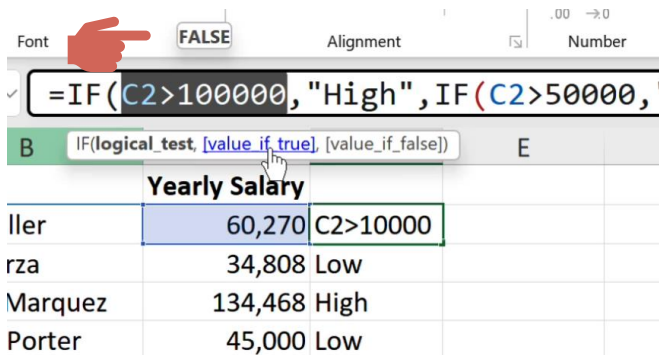 .00 →.0
Font FALSE Alignment Number
=IF(C2>100000,"High",IF(C2>50000,"
IF(logical_test, [value_if_true], [value_if_false])
B E
Yearly Salary
ller 60,270 C2>10000
rza 34,808 Low
Marquez 134,468 High
Porter 45,000 Low